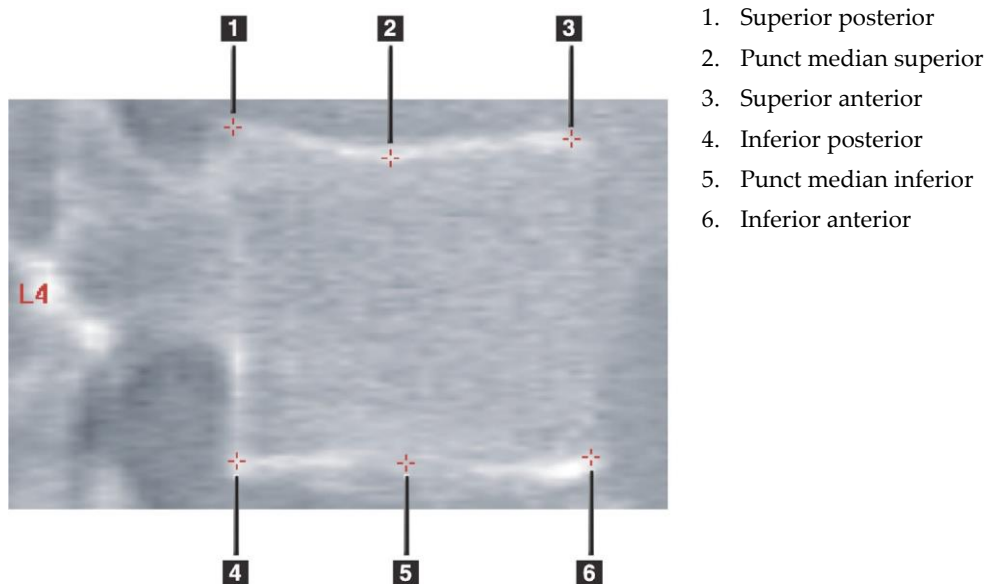 1 2 3
L4
4 5 6
1. Superior posterior
2. Punct median superior
3. Superior anterior
4. Inferior posterior
5. Punct median inferior
6. Inferior anterior